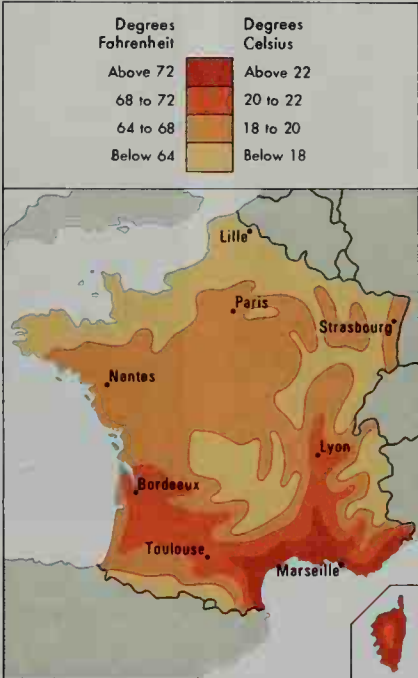 Degrees Fahrenheit
Degrees Celsius
Above 72 Above 22
68 to 72 20 to 22
64 to 68 18 to 20
Below 64 Below 18
Lille
Paris
Strasbourg
Nantes
Lyon
Bordeaux
Toulouse
Marseille